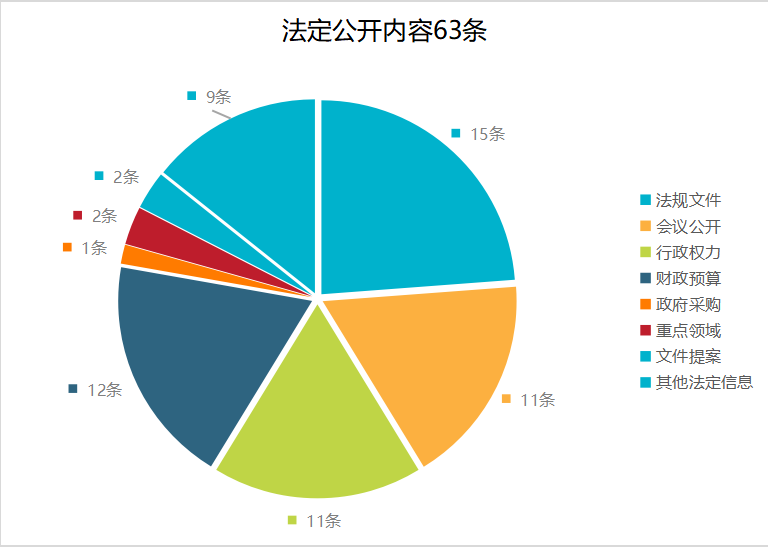 法定公开内容63条
9条
15条
2条
2条
1条
12条
11条
11条
法规文件
会议公开
行政权力
财政预算
政府采购
重点领域
文件提案
其他法定信息